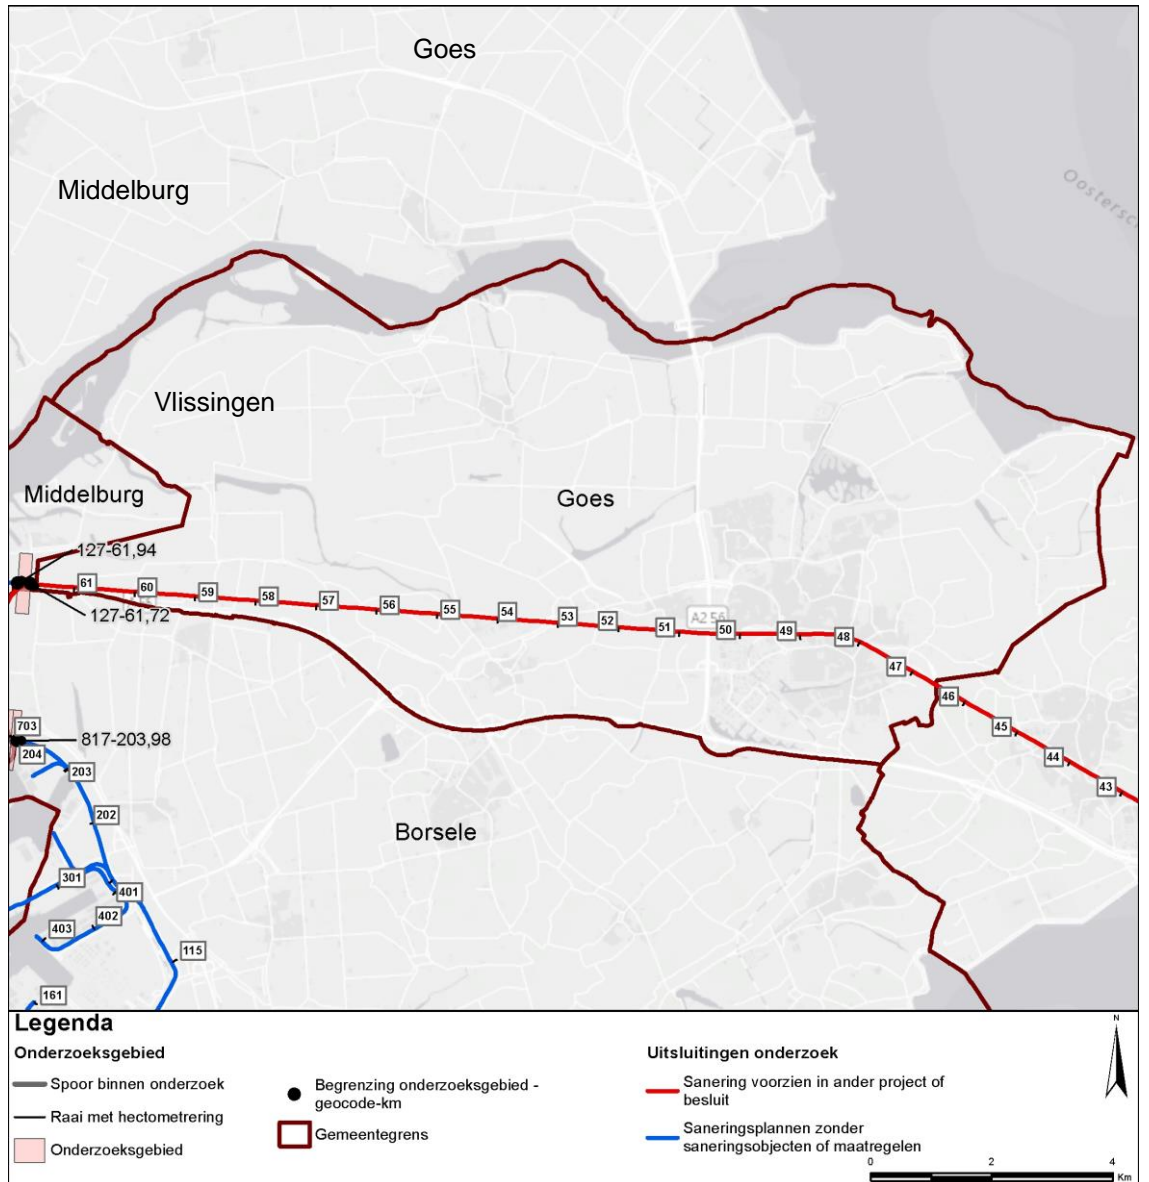 Goes
Middelburg
Vlissingen
Middelburg
Goes
127-61,94
61
60
59
58
57
56
55
54
53
52
51
50
49
48
47
46
45
44
43
127-61,72
703
817-203,98
204
203
202
Borsele
301
401
402
403
115
161
Legenda
Onderzoeksgebied
Spoor binnen onderzoek
Raai met hectometrering
Onderzoeksgebied
Begrenzing onderzoeksgebied -
geocode-km
Gemeentegrens
Uitsluitingen onderzoek
Sanering voorzien in ander project of
besluit
Saneringsplannen zonder
saneringsobjecten of maatregelen
N
0 2 4
Km